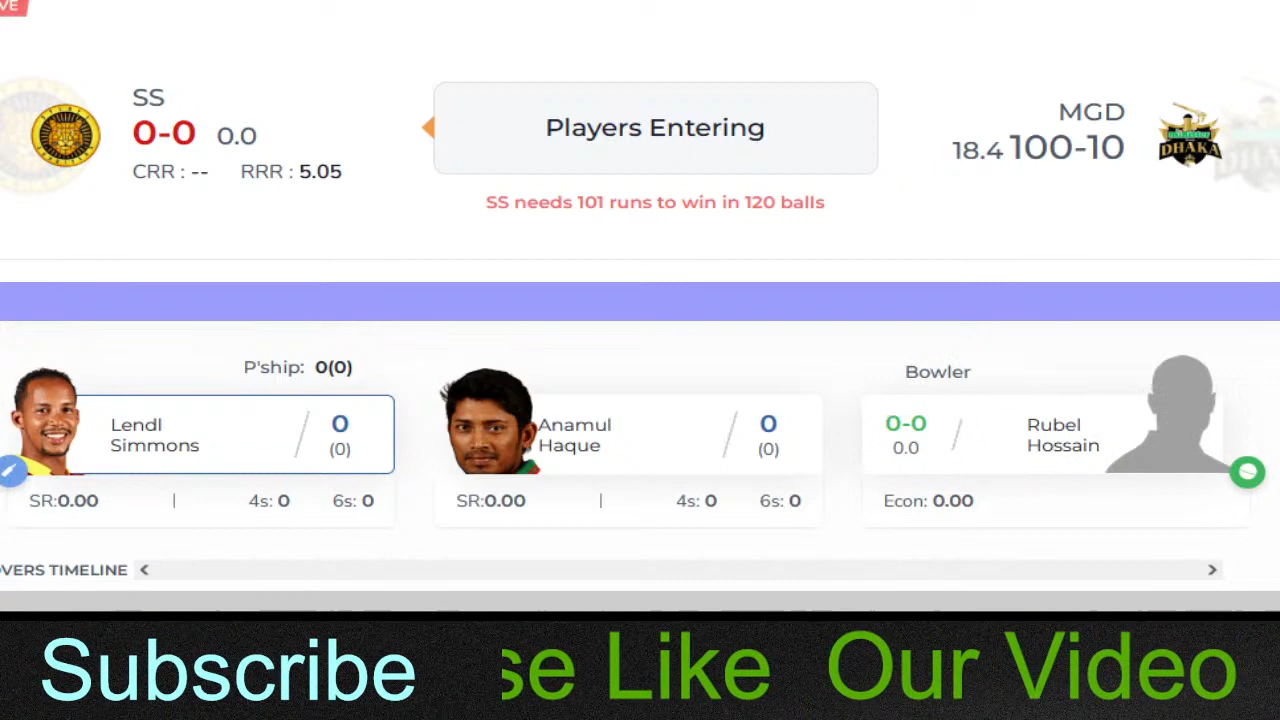 VE
SS
0-0 0.0
CRR : -- RRR : 5.05
Players Entering
SS needs 101 runs to win in 120 balls
MGD
18.4 100-10
DHAKA
P'ship: 0(0)
Lendl
Simmons
0
(0)
SR:0.00 | 4s: 0 6s: 0
Anamul
Haque
0
(0)
SR:0.00 | 4s: 0 6s: 0
Bowler
0-0
0.0
Rubel
Hossain
Econ: 0.00
OVERS TIMELINE < >
Subscribe se Like Our Video